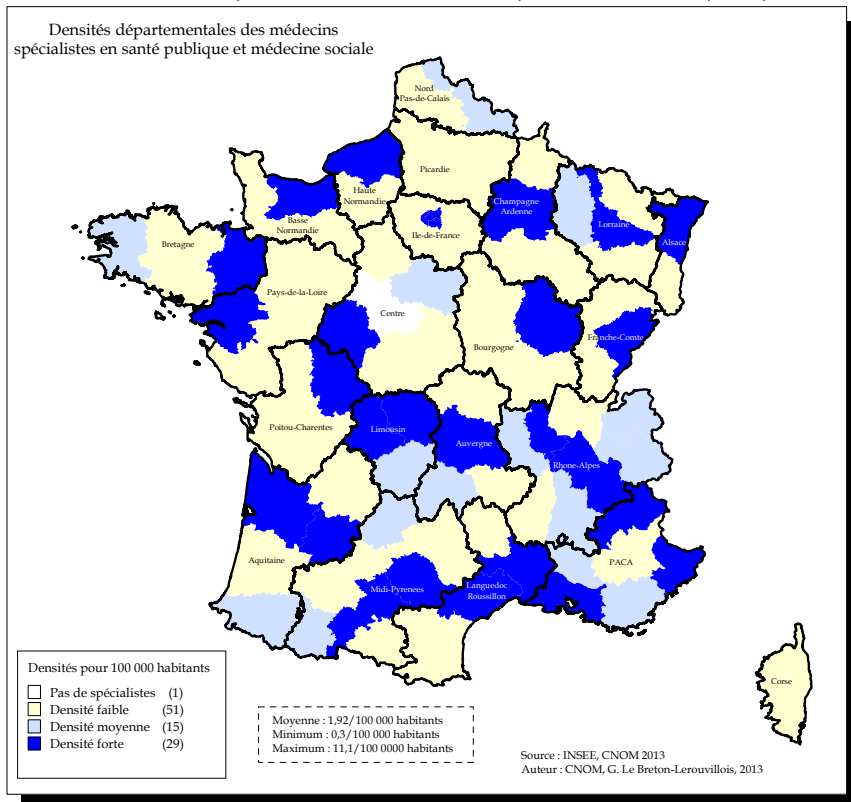 Densités départementales des médecins
spécialistes en santé publique et médecine sociale
Nord
Pas-de-Calais
Picardie
Haute
Normandie
Basse
Normandie
Ile-de-France
Champagne
Ardenne
Lorraine
Alsace
Bretagne
Pays-de-la-Loire
Centre
Bourgogne
Franche-Comte
Poitou-Charentes
Limousin
Auvergne
Rhone-Alpes
Aquitaine
Midi-Pyrenees
Languedoc
Roussillon
PACA
Corse
Densités pour 100 000 habitants
Pas de spécialistes (1)
Densité faible (51)
Densité moyenne (15)
Densité forte (29)
Moyenne : 1,92/100 000 habitants
Minimum : 0,3/100 000 habitants
Maximum : 11,1/100 0000 habitants
Source : INSEE, CNOM 2013
Auteur : CNOM, G. Le Breton-Lerouvillois, 2013